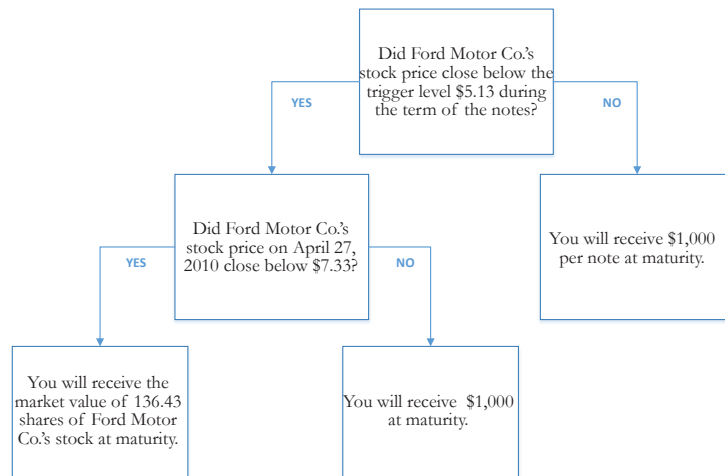 Did Ford Motor Co.'s
stock price close below the
trigger level $5.13 during
the term of the notes?
YES
NO
Did Ford Motor Co.'s
stock price on April 27,
2010 close below $7.33?
You will receive $1,000
per note at maturity.
YES
NO
You will receive the
market value of 136.43
shares of Ford Motor
Co.'s stock at maturity.
You will receive $1,000
at maturity.